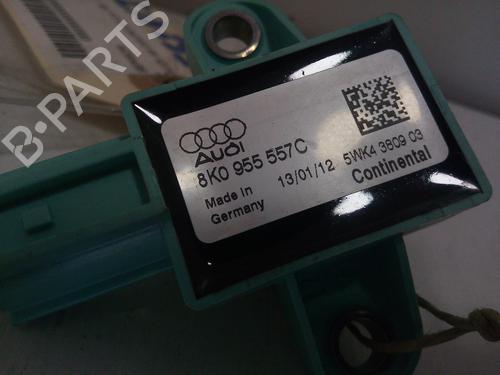 B-PARTS
Audi
8K0 955 557C
Made in
Germany
13/01/12
5WK4 3809 03
Continental